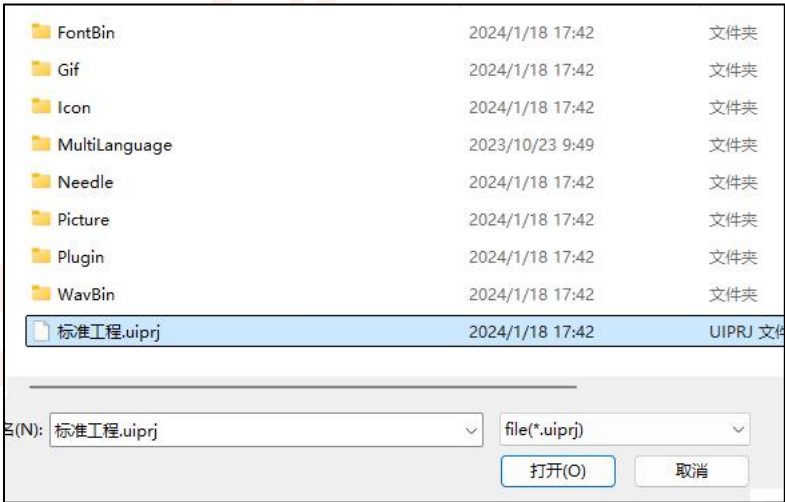 FontBin 2024/1/18 17:42 文件夹
Gif 2024/1/18 17:42 文件夹
Icon 2024/1/18 17:42 文件夹
MultiLanguage 2023/10/23 9:49 文件夹
Needle 2024/1/18 17:42 文件夹
Picture 2024/1/18 17:42 文件夹
Plugin 2024/1/18 17:42 文件夹
WavBin 2024/1/18 17:42 文件夹
标准工程.uiprj 2024/1/18 17:42 UIPRJ 文件
名(N): 标准工程.uiprj file(*.uiprj)
打开(O) 取消